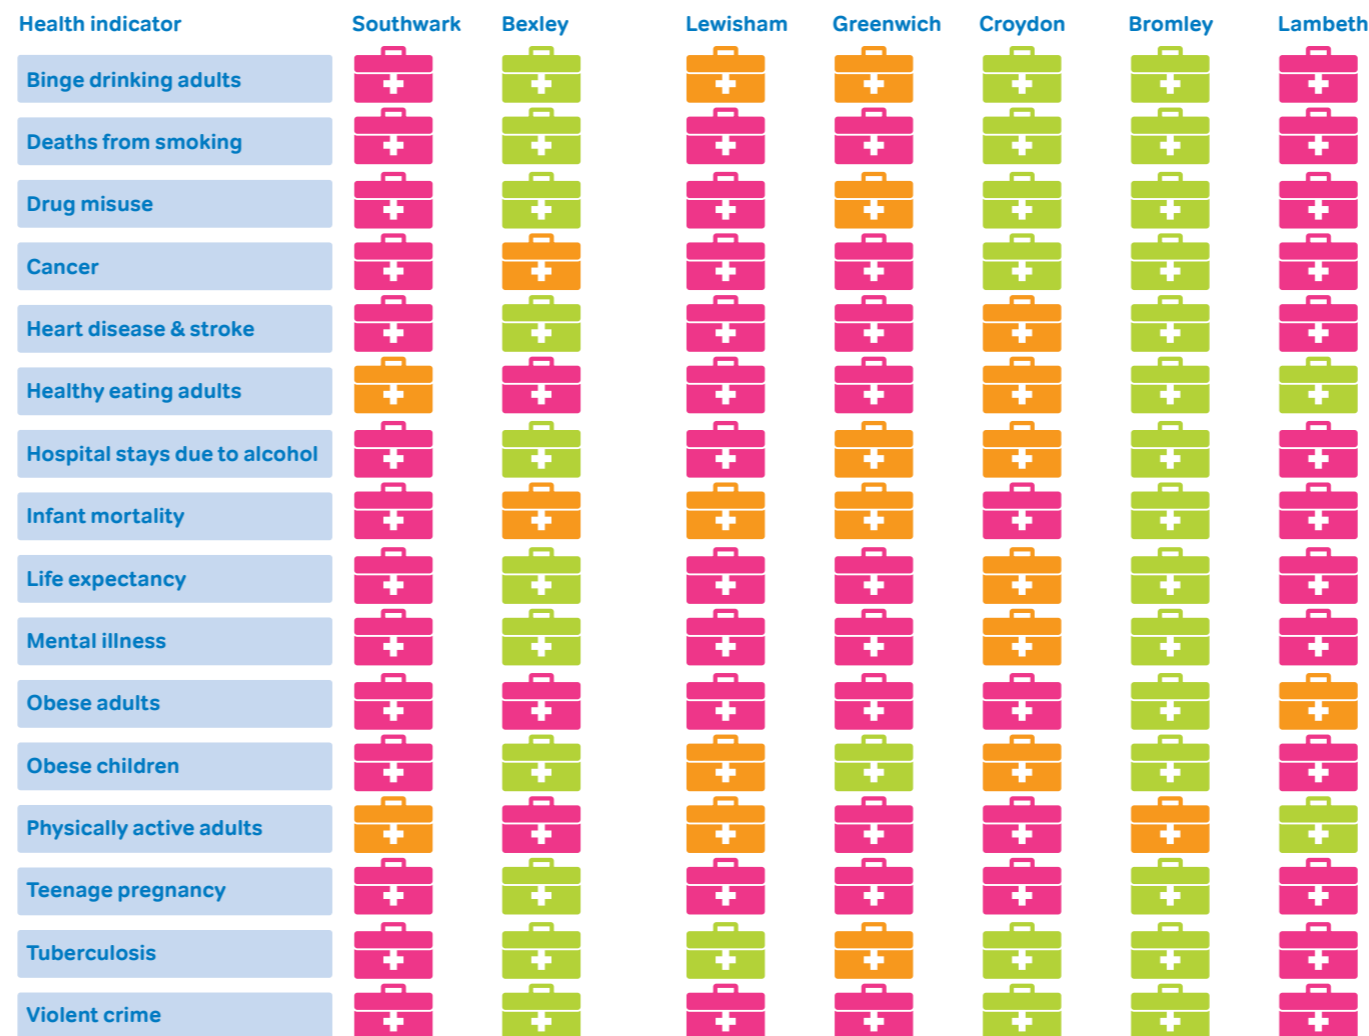 Health indicator Southwark Bexley Lewisham Greenwich Croydon Bromley Lambeth
Binge drinking adults
Deaths from smoking
Drug misuse
Cancer
Heart disease & stroke
Healthy eating adults
Hospital stays due to alcohol
Infant mortality
Life expectancy
Mental illness
Obese adults
Obese children
Physically active adults
Teenage pregnancy
Tuberculosis
Violent crime